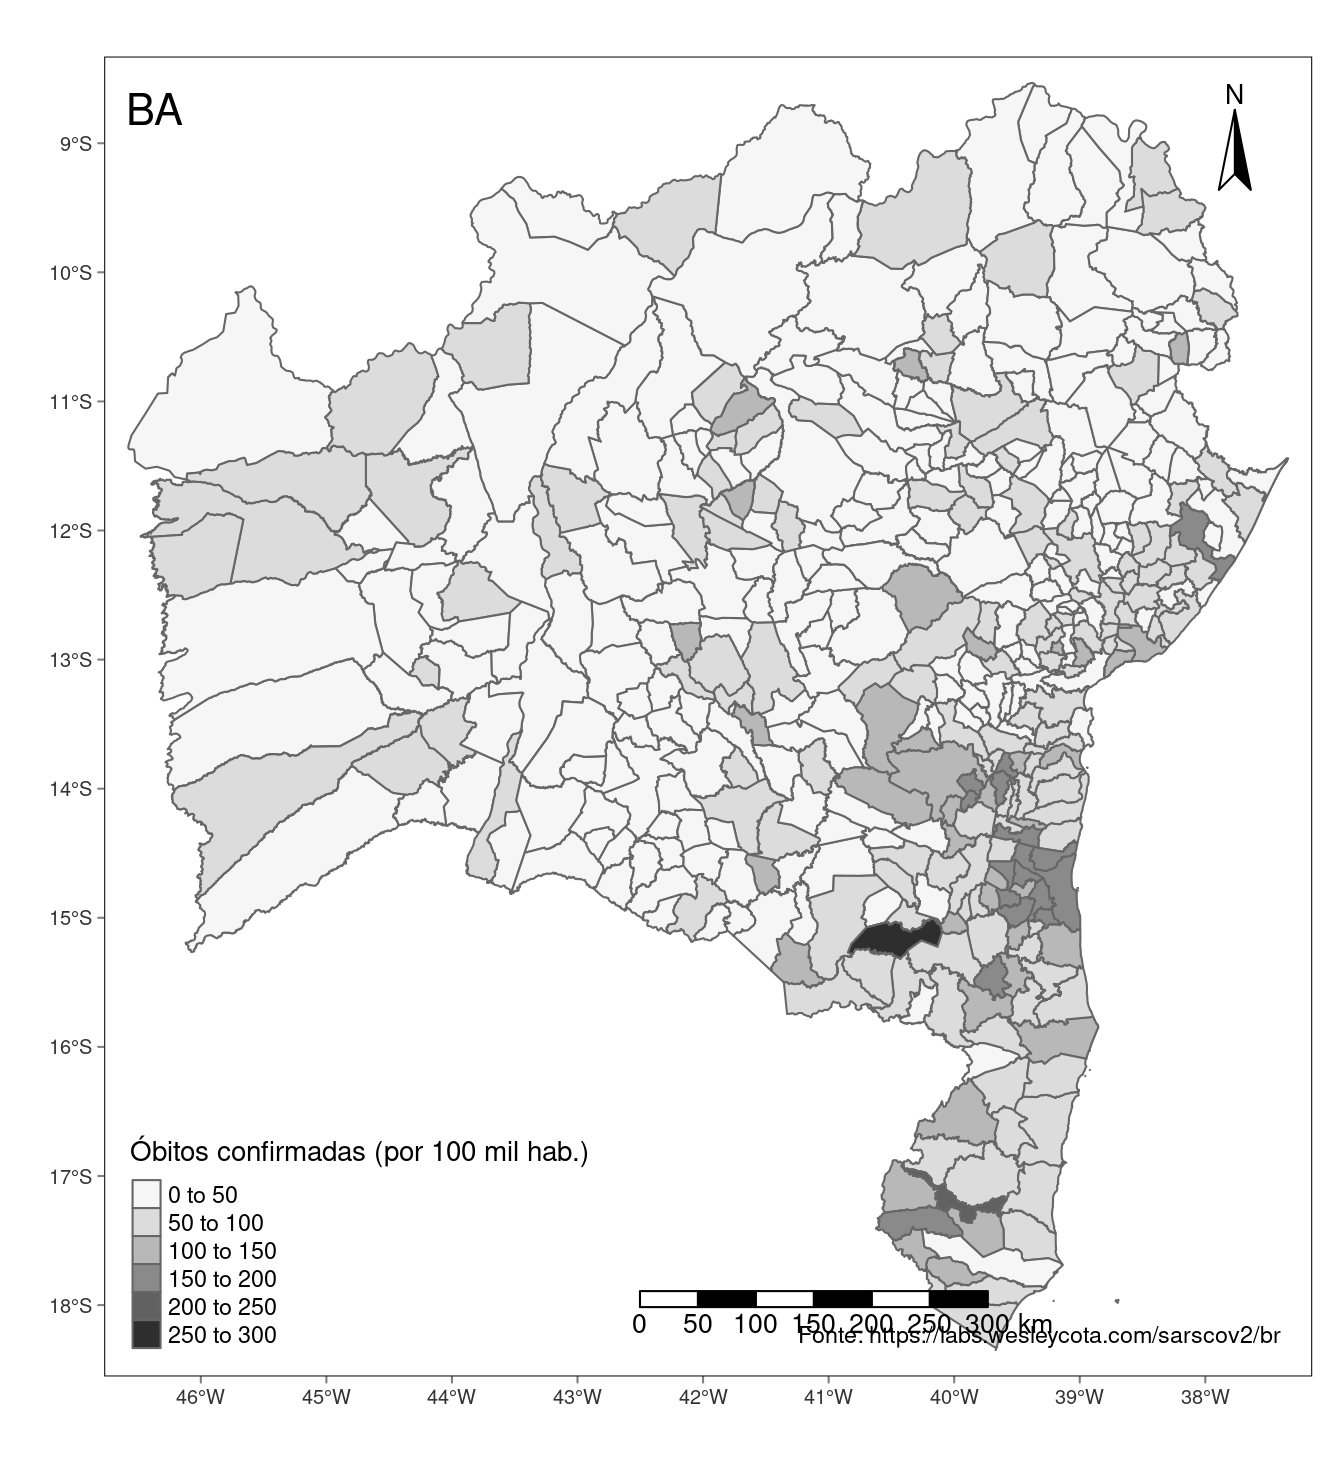 BA
N
9°S
10°S
11°S
12°S
13°S
14°S
15°S
16°S
17°S
18°S
Óbitos confirmadas (por 100 mil hab.)
0 to 50
50 to 100
100 to 150
150 to 200
200 to 250
250 to 300
0 50 100 150 200 250 300 km
Fonte: https://labs.wesleycota.com/sarscov2/br
46°W 45°W 44°W 43°W 42°W 41°W 40°W 39°W 38°W